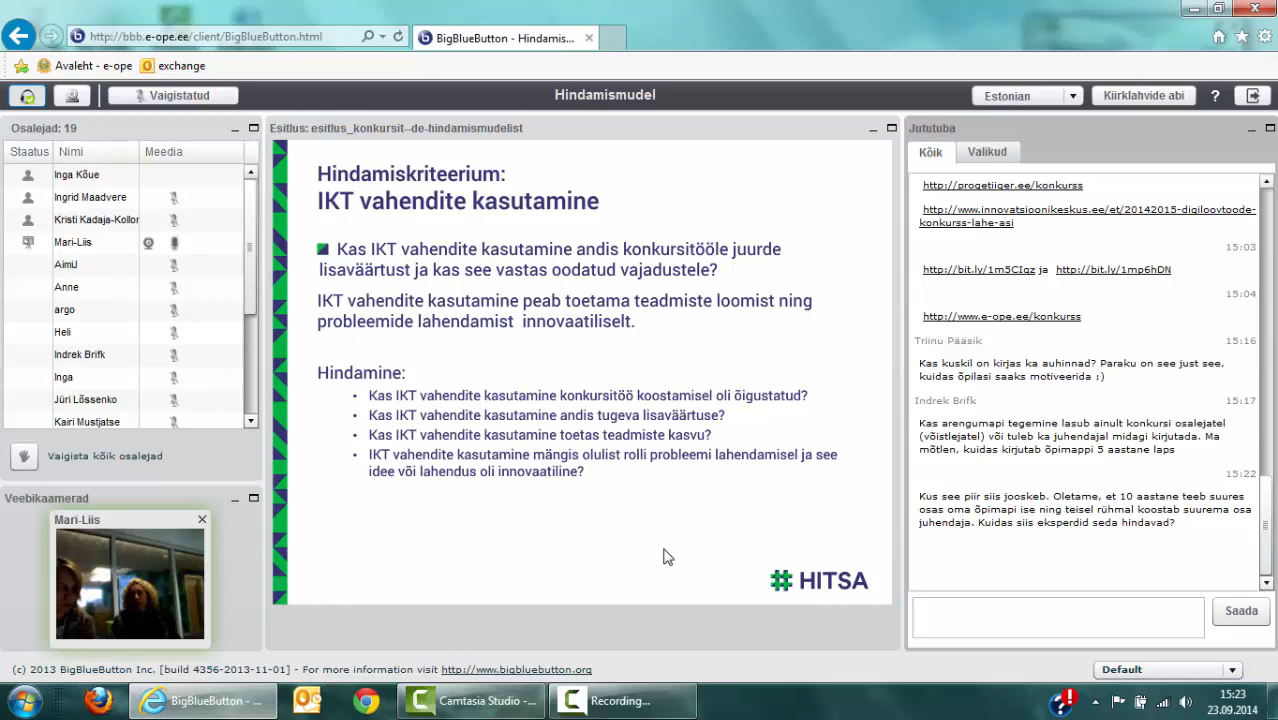 http://bbb.e-ope.ee/client/BigBlueButton.html
BigBlueButton - Hindamis...
Avaleht - e-ope
exchange
Vaigistatud
Hindamismudel
Estonian
Kiirklahvide abi
?
Osalejad: 19
Staatus Nimi Meedia
Inga Kõue
Ingrid Maadvere
Kristi Kadaja-Kollor
Mari-Liis
AimiJ
Anne
argo
Heli
Indrek Brifk
Inga
Jüri Lõssenko
Kairi Mustjatse
Vaigista kõik osalejad
Veebikaamerad
Mari-Liis
Esitlus: esitlus_konkursit--de-hindamismudelist
Hindamiskriteerium:
IKT vahendite kasutamine
Kas IKT vahendite kasutamine andis konkursitööle juurde
lisaväärtust ja kas see vastas oodatud vajadustele?
IKT vahendite kasutamine peab toetama teadmiste loomist ning
probleemide lahendamist innovaatiliselt.
Hindamine:
• Kas IKT vahendite kasutamine konkursitöö koostamisel oli õigustatud?
• Kas IKT vahendite kasutamine andis tugeva lisaväärtuse?
• Kas IKT vahendite kasutamine toetas teadmiste kasvu?
• IKT vahendite kasutamine mängis olulist rolli probleemi lahendamisel ja see
idee või lahendus oli innovaatiline?
HITSA
Jututuba
Kõik Valikud
http://progetiiger.ee/konkurss
http://www.innovatsioonikeskus.ee/et/20142015-digiloovtoode-
konkurss-lahe-asi
15:03
http://bit.ly/1m5CIqz ja http://bit.ly/1mp6hDN
15:04
http://www.e-ope.ee/konkurss
Triinu Pääsik 15:16
Kas kuskil on kirjas ka auhinnad? Paraku on see just see,
kuidas õpilasi saaks motiveerida ;)
Indrek Brifk 15:17
Kas arengumapi tegemine lasub ainult konkursi osalejatel
(võistlejatel) või tuleb ka juhendajal midagi kirjutada. Ma
mõtlen, kuidas kirjutab õpimappi 5 aastane laps
15:22
Kus see piir siis jookseb. Oletame, et 10 aastane teeb suures
osas oma õpimapi ise ning teisel rühmal koostab suurema osa
juhendaja. Kuidas siis eksperdid seda hindavad?
Saada
(c) 2013 BigBlueButton Inc. [build 4356-2013-11-01] - For more information visit http://www.bigbluebutton.org
Default
BigBlueButton - ...
Camtasia Studio - ...
Recording...
15:23
23.09.2014